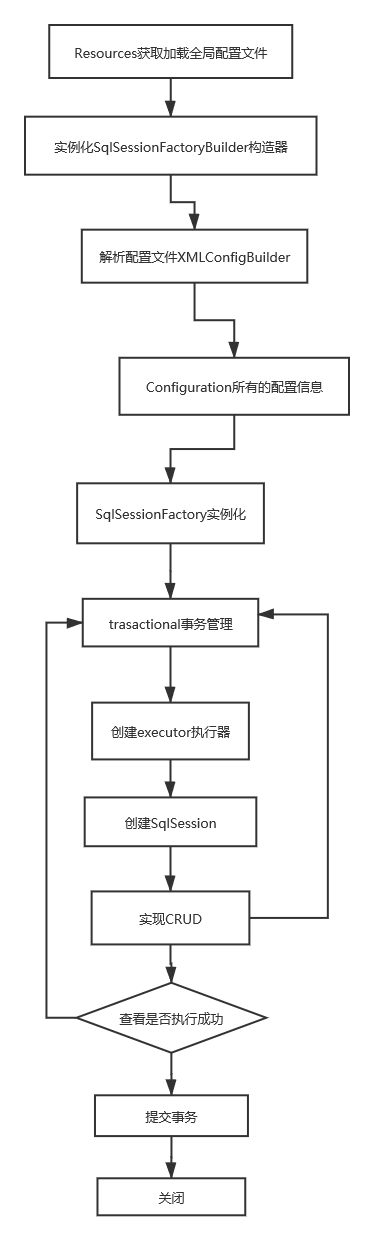 Resources获取加载全局配置文件
实例化SqlSessionFactoryBuilder构造器
解析配置文件XMLConfigBuilder
Configuration所有的配置信息
SqlSessionFactory实例化
trasactional事务管理
创建executor执行器
创建SqlSession
实现CRUD
查看是否执行成功
提交事务
关闭